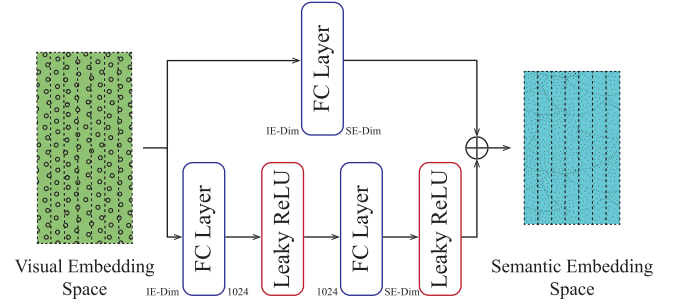 FC Layer
IE-Dim
SE-Dim
FC Layer
Leaky ReLU
FC Layer
Leaky ReLU
IE-Dim
1024
1024
SE-Dim
Visual Embedding
Space
Semantic Embedding
Space